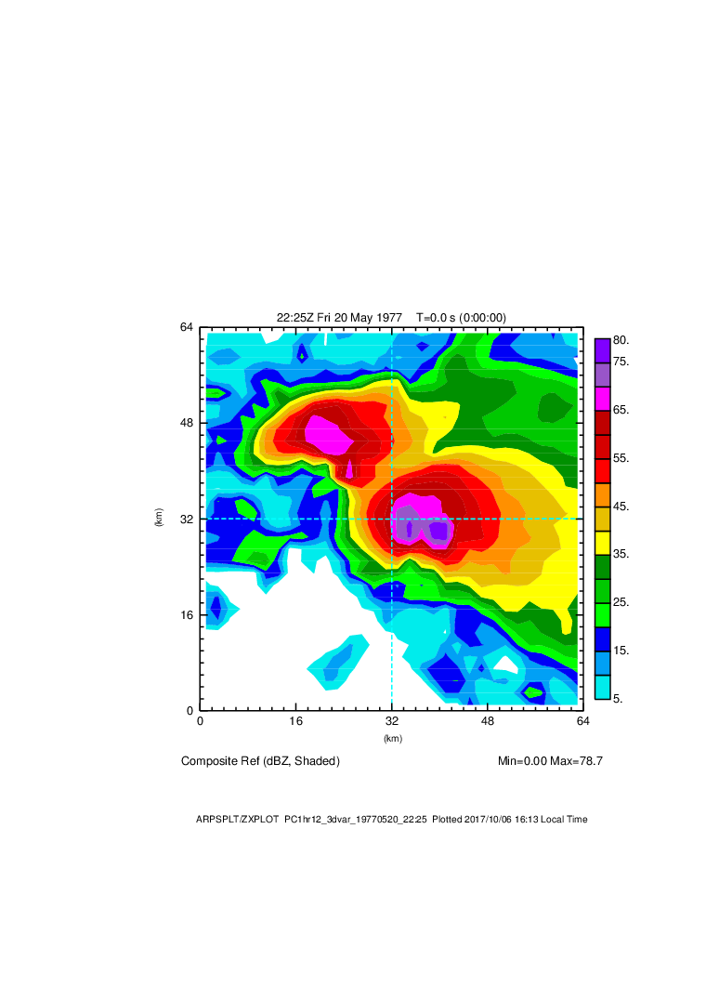 22:25Z Fri 20 May 1977 T=0.0 s (0:00:00)
64
48
32
16
0
(km)
0 16 32 48 64
(km)
80.
75.
65.
55.
45.
35.
25.
15.
5.
Composite Ref (dBZ, Shaded) Min=0.00 Max=78.7
ARPSPLT/ZXPLOT PC1hr12_3dvar_19770520_22:25 Plotted 2017/10/06 16:13 Local Time